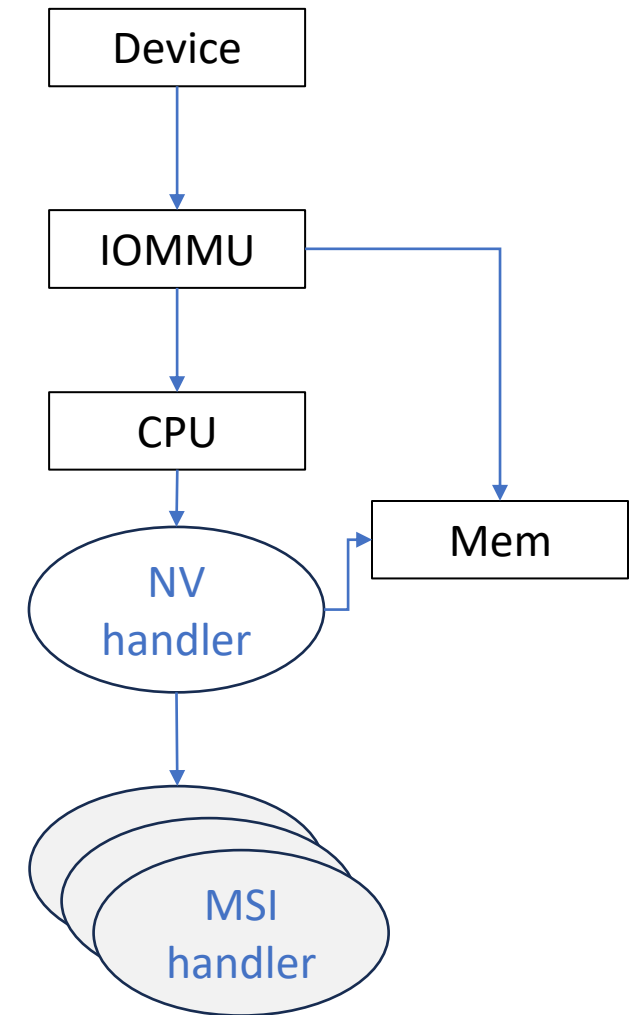 Device
IOMMU
CPU
Mem
NV
handler
MSI
handler